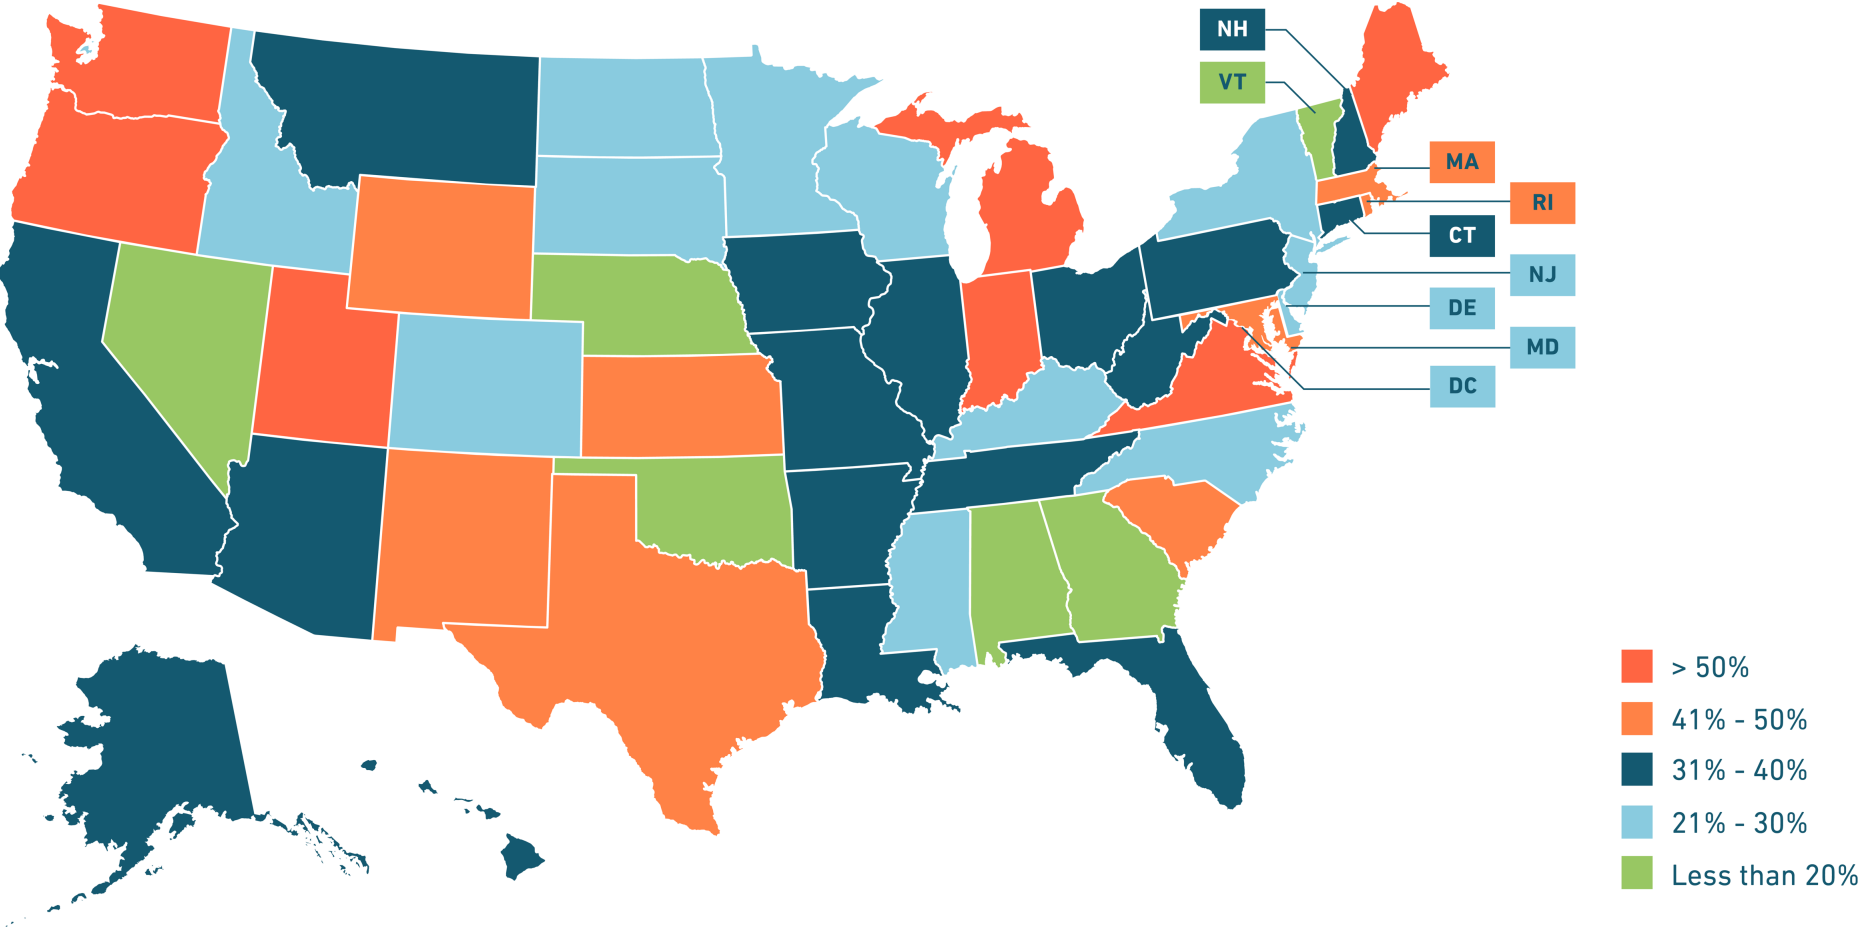 NH
VT
MA
RI
CT
NJ
DE
MD
DC
> 50%
41% - 50%
31% - 40%
21% - 30%
Less than 20%